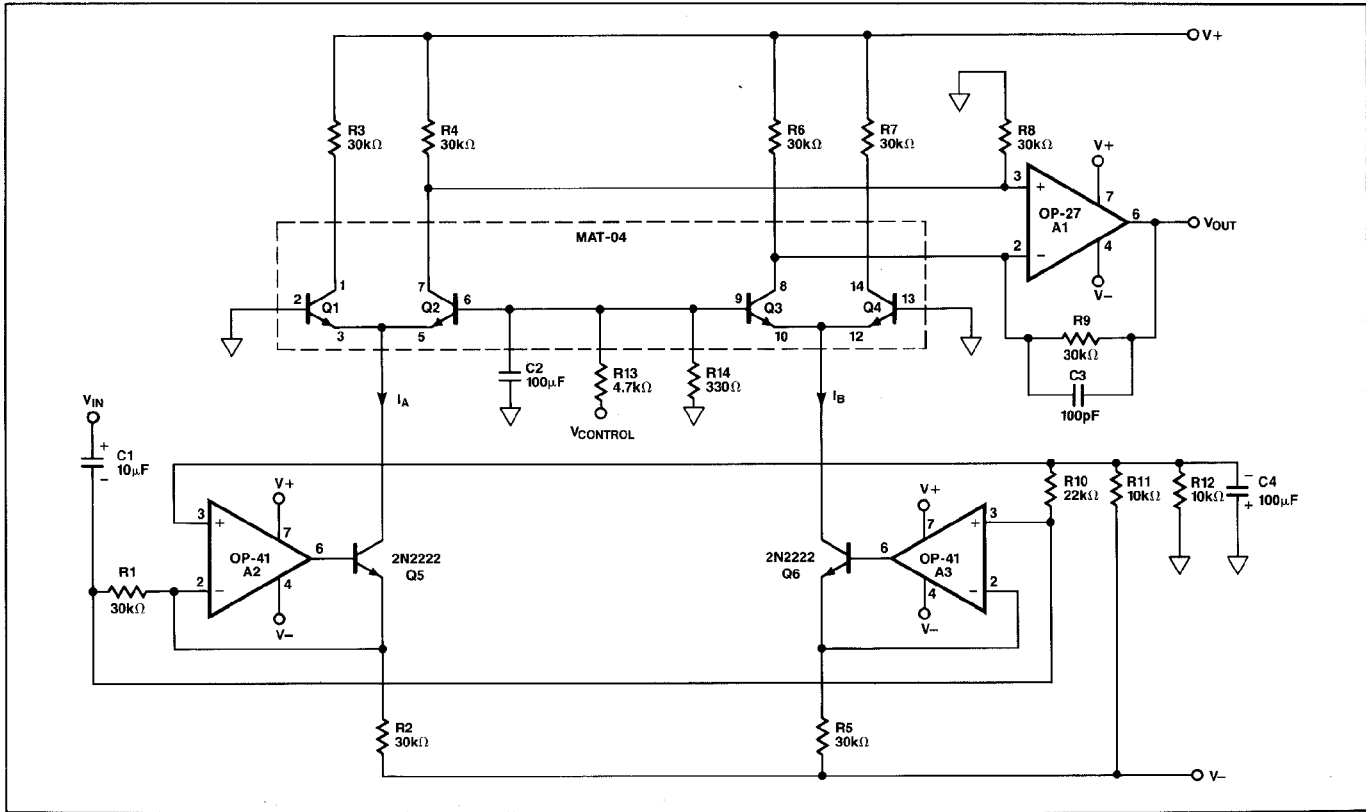 V+
R3
30kΩ
R4
30kΩ
R6
30kΩ
R7
30kΩ
R8
30kΩ
V+
3
+
7
OP-27
A1
6
VOUT
2
−
4
V−
MAT-04
1
7
8
14
2
Q1
Q2
6
9
Q3
Q4
13
3
5
10
12
R9
30kΩ
C3
100pF
C2
100µF
R13
4.7kΩ
R14
330Ω
VCONTROL
IA
IB
VIN
+
C1
10µF
−
V+
3
+
7
OP-41
A2
6
2
−
4
V−
R1
30kΩ
2N2222
Q5
2N2222
Q6
V+
7
3
+
6
OP-41
A3
2
−
4
V−
R10
22kΩ
R11
10kΩ
R12
10kΩ
−
C4
100µF
+
R2
30kΩ
R5
30kΩ
V−